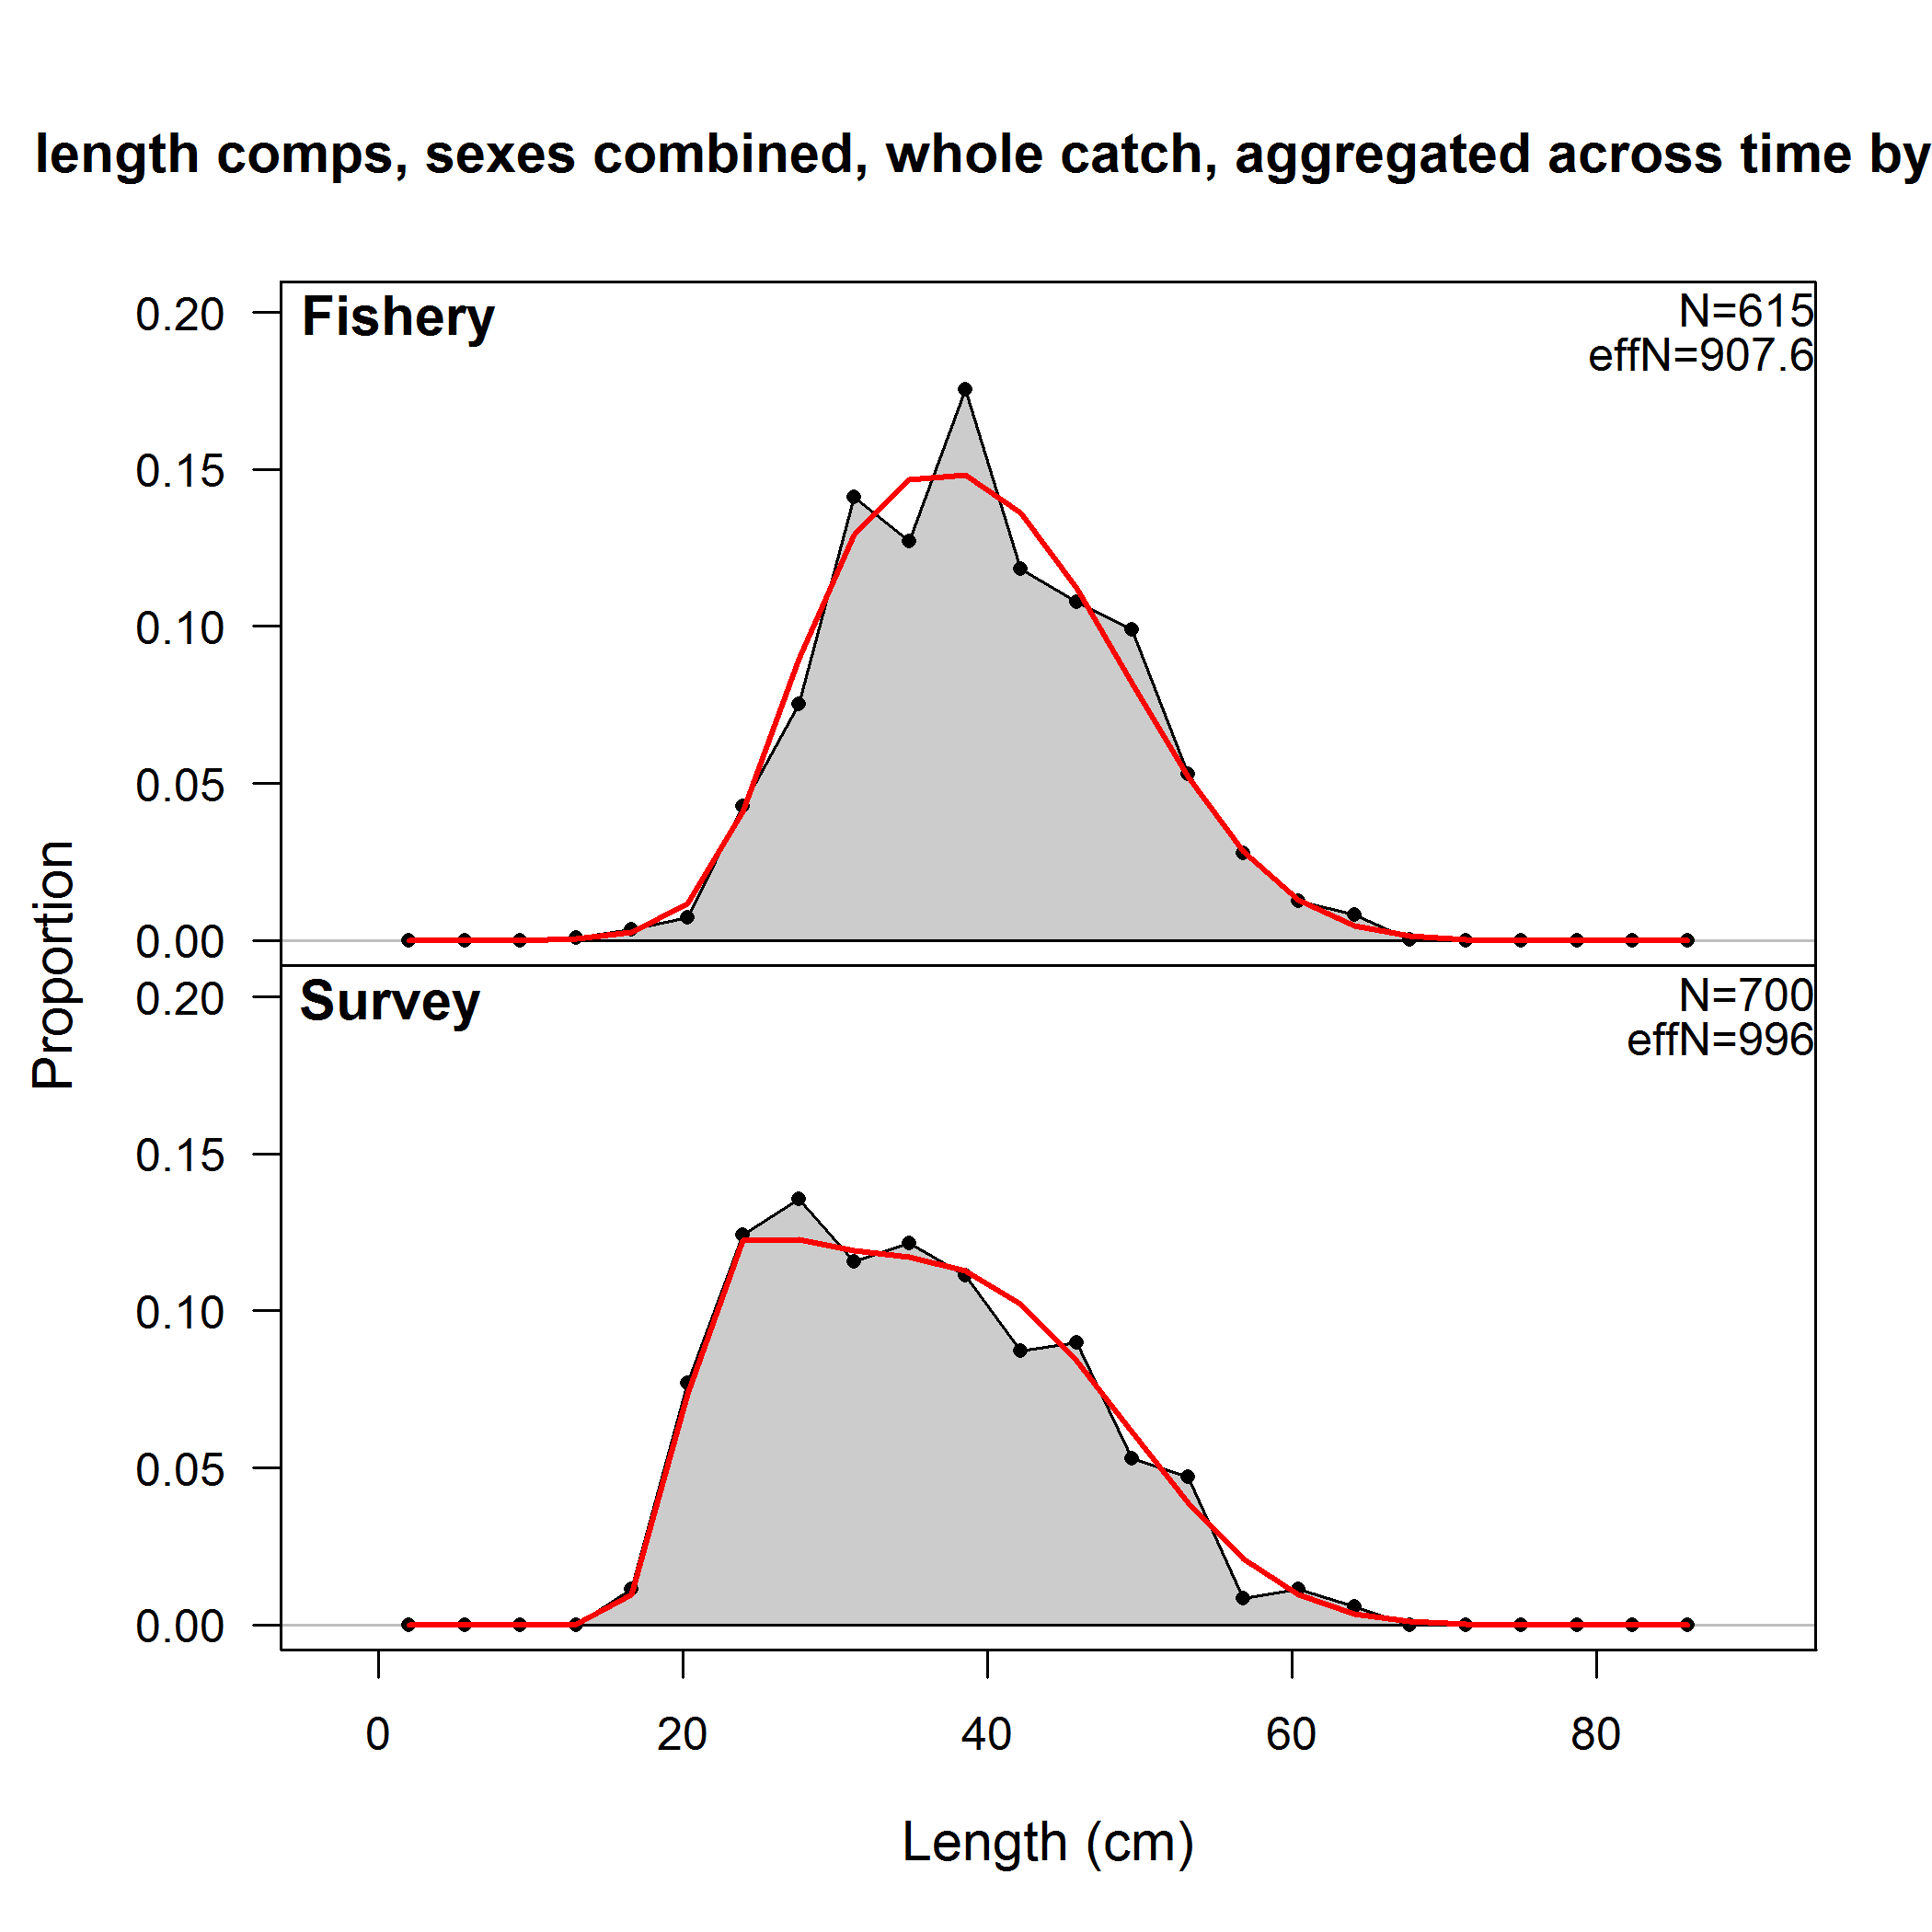 length comps, sexes combined, whole catch, aggregated across time by
Fishery
N=615
effN=907.6
0.20
0.15
0.10
0.05
0.00
Survey
N=700
effN=996
0.20
0.15
0.10
0.05
0.00
Proportion
0 20 40 60 80
Length (cm)